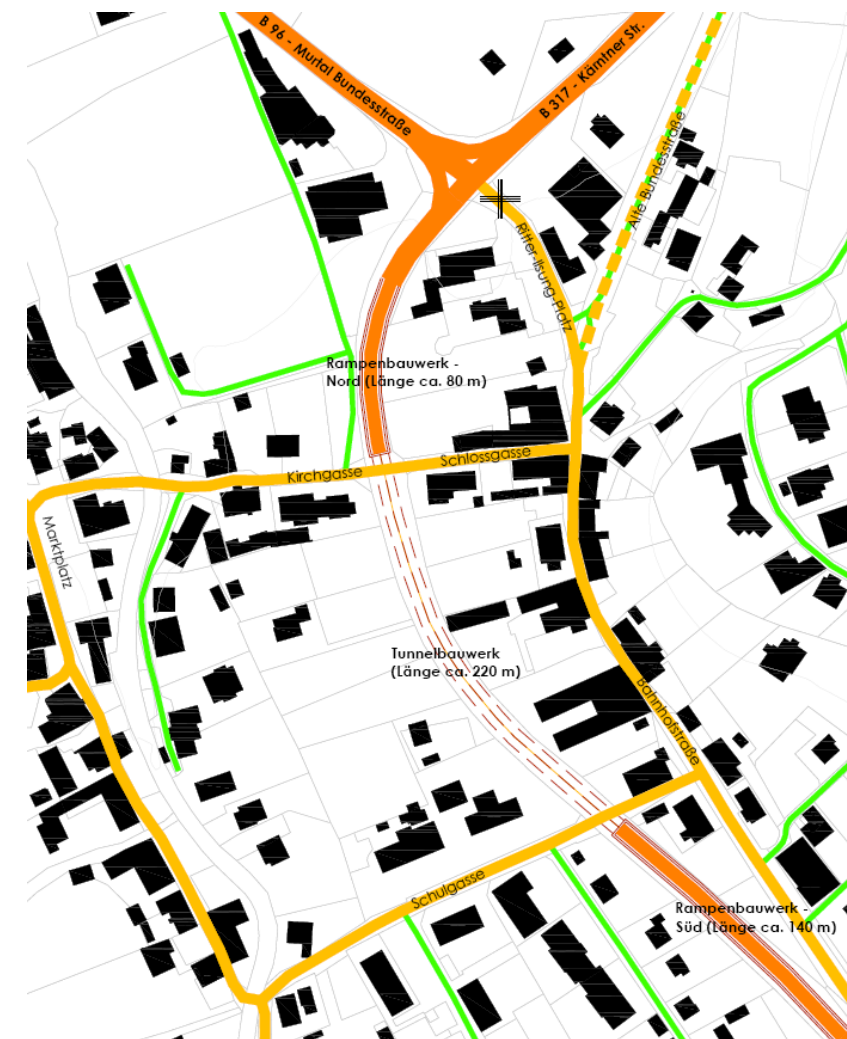 B 96 - Murtal Bundesstraße
B 317 - Kärntner Str.
Alte Bundesstraße
Ritter-Ilsung-Platz
Rampenbauwerk -
Nord (Länge ca. 80 m)
Schlossgasse
Kirchgasse
Marktplatz
Tunnelbauwerk
(Länge ca. 220 m)
Bahnhofstraße
Schulgasse
Rampenbauwerk -
Süd (Länge ca. 140 m)